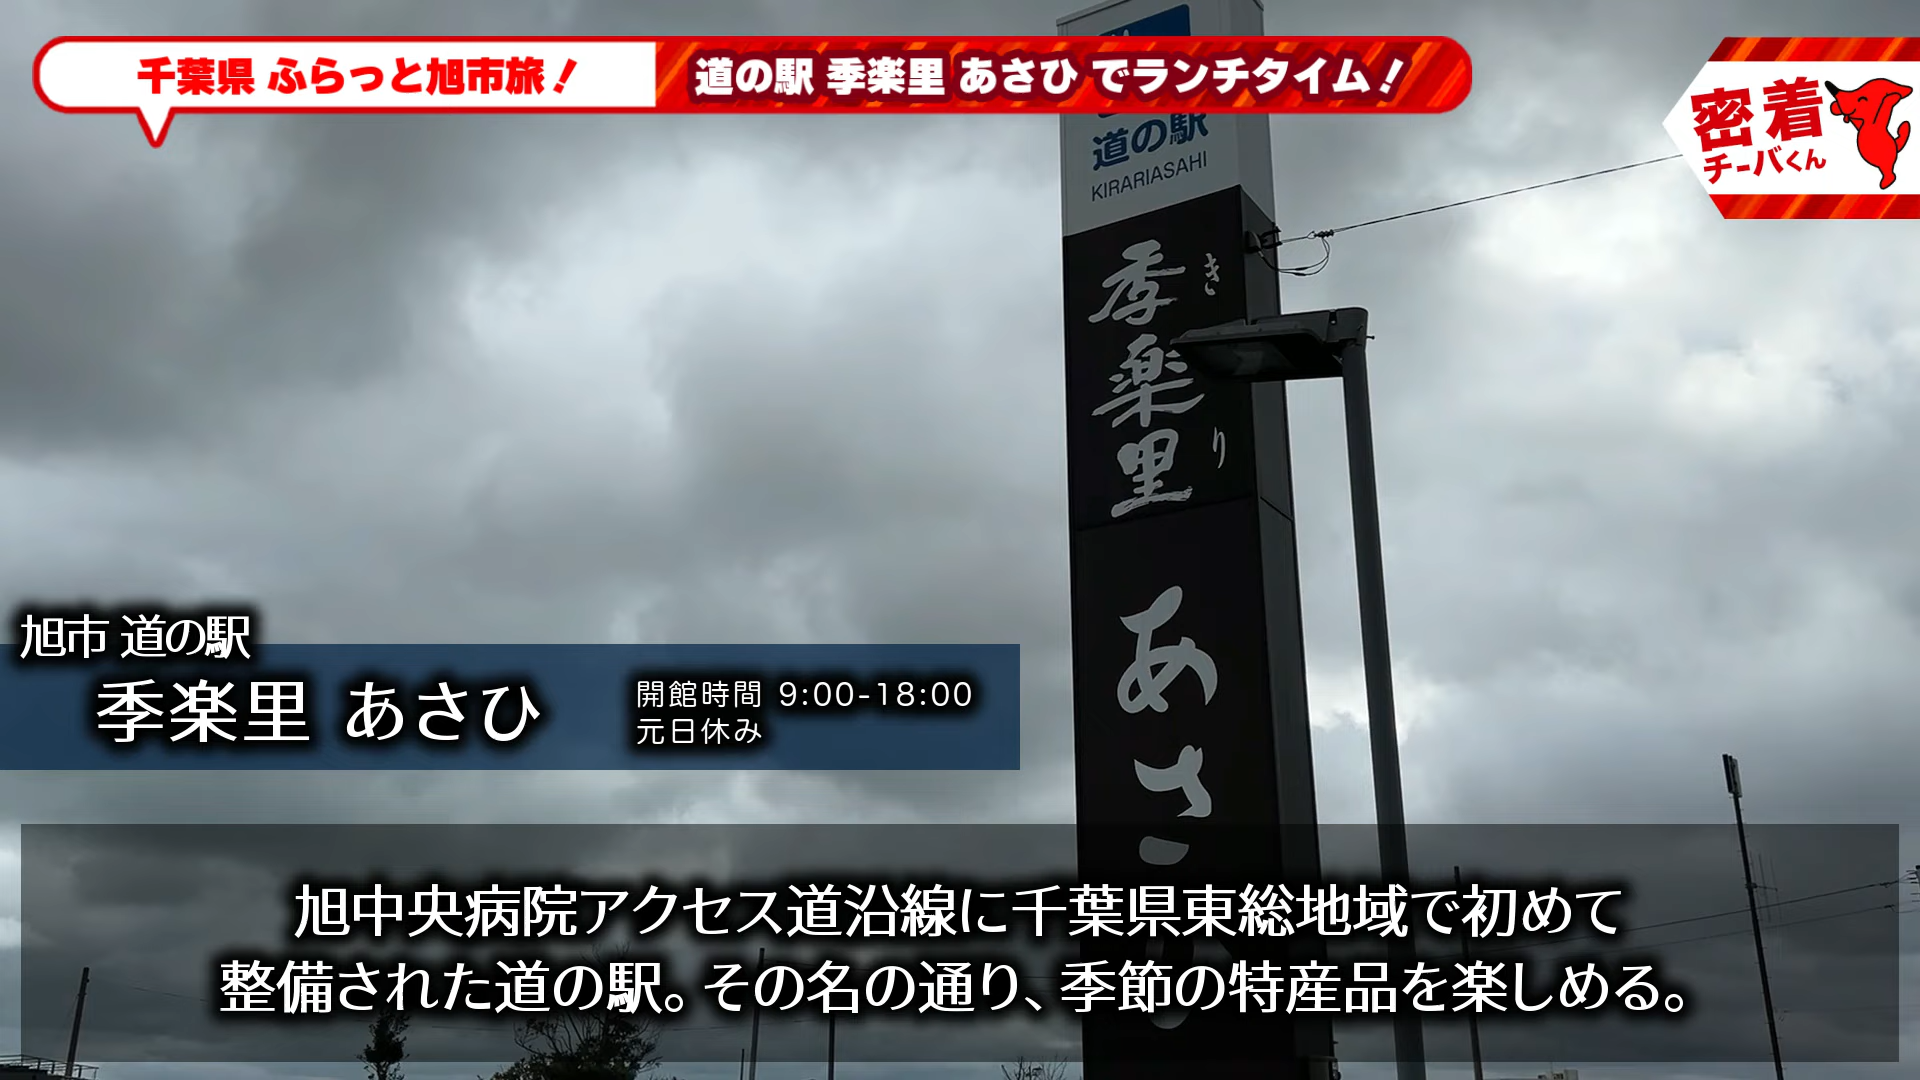 千葉県 ふらっと旭市旅！
道の駅 季楽里 あさひ でランチタイム！
密着
チーバくん
道の駅
KIRARIASAHI
季楽里
きり
あさひ
旭市 道の駅
季楽里 あさひ
開館時間 9:00-18:00
元日休み
旭中央病院アクセス道沿線に千葉県東総地域で初めて
整備された道の駅。その名の通り、季節の特産品を楽しめる。